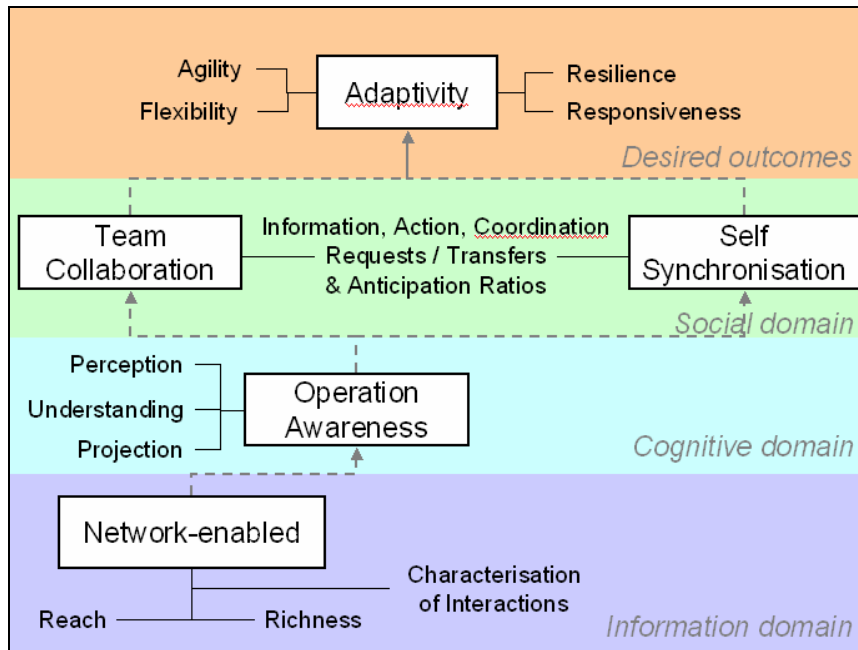 Agility
Flexibility
Adaptivity
Resilience
Responsiveness
Desired outcomes
Team
Collaboration
Information, Action, Coordination
Requests / Transfers
& Anticipation Ratios
Self
Synchronisation
Social domain
Perception
Understanding
Projection
Operation
Awareness
Cognitive domain
Network-enabled
Reach
Richness
Characterisation
of Interactions
Information domain